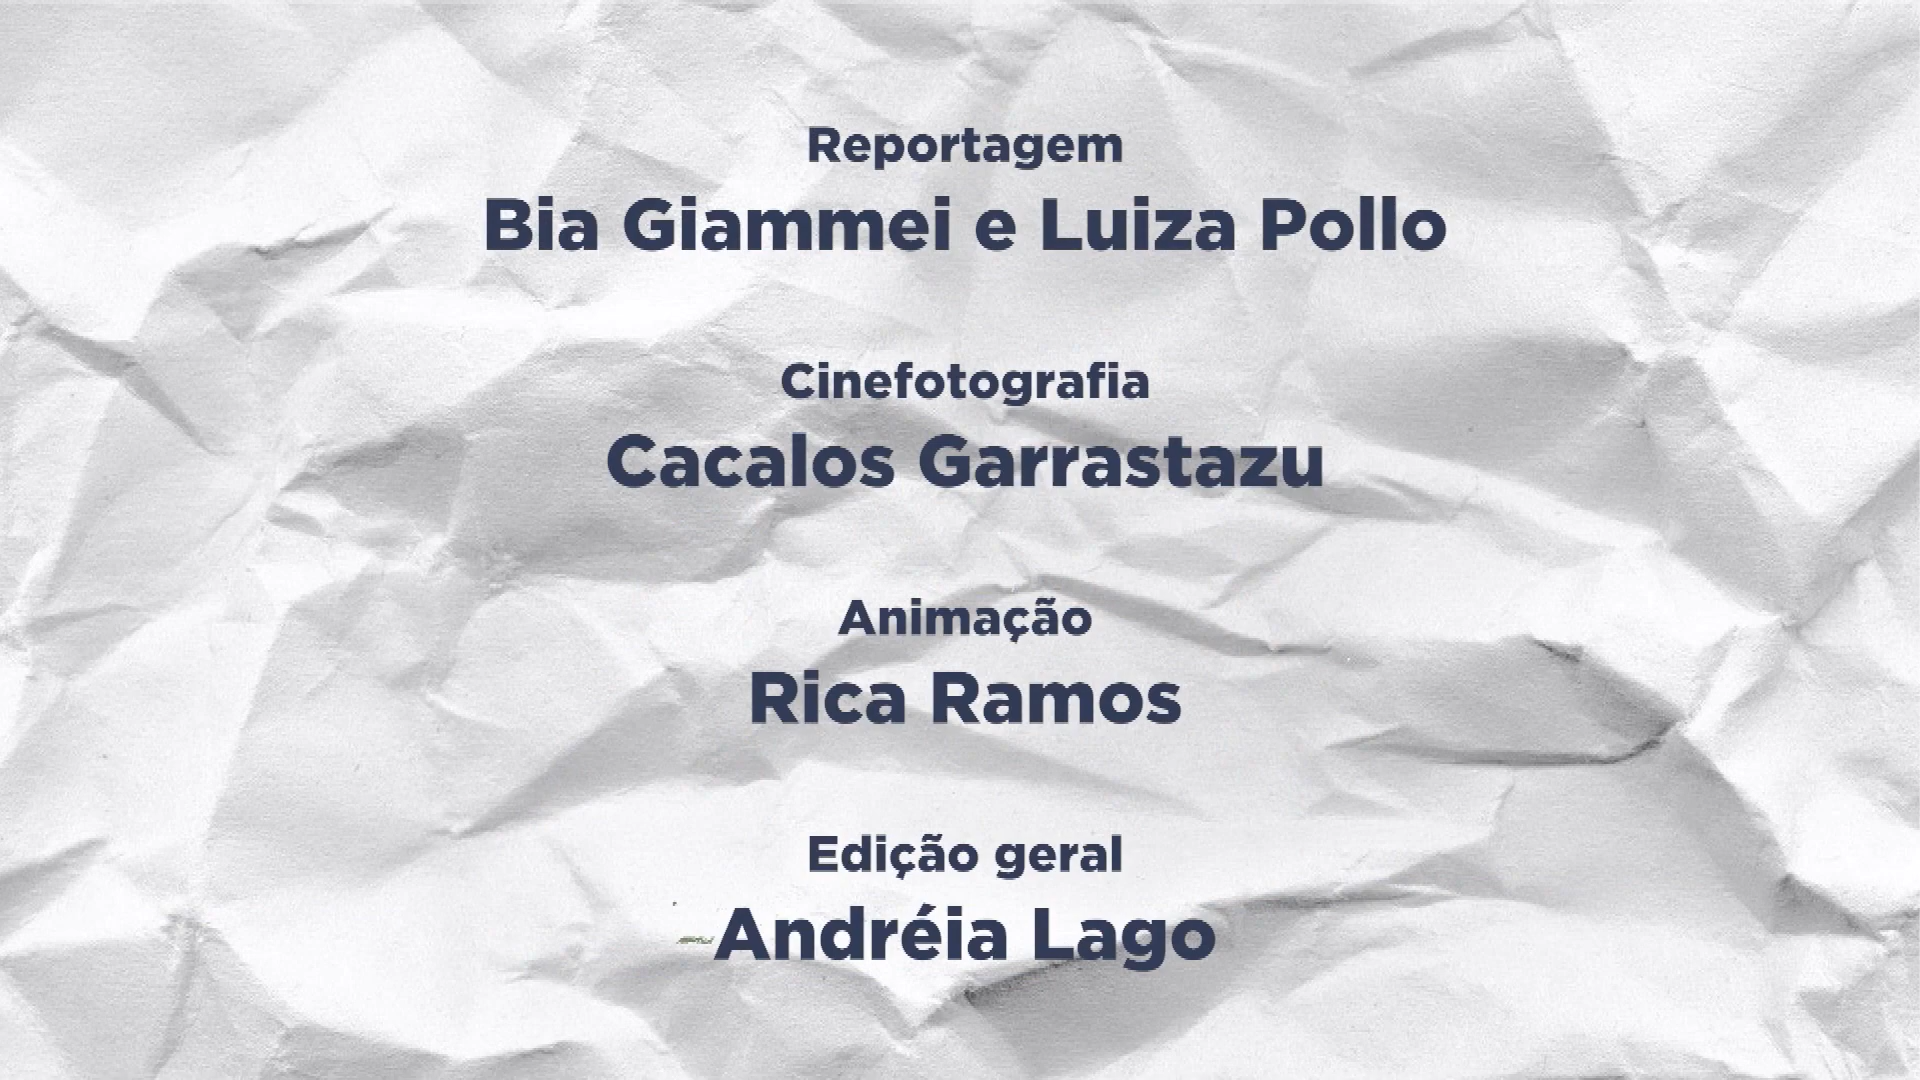 Reportagem
Bia Giammei e Luiza Pollo
Cinefotografia
Cacalos Garrastazu
Animação
Rica Ramos
Edição geral
Andréia Lago